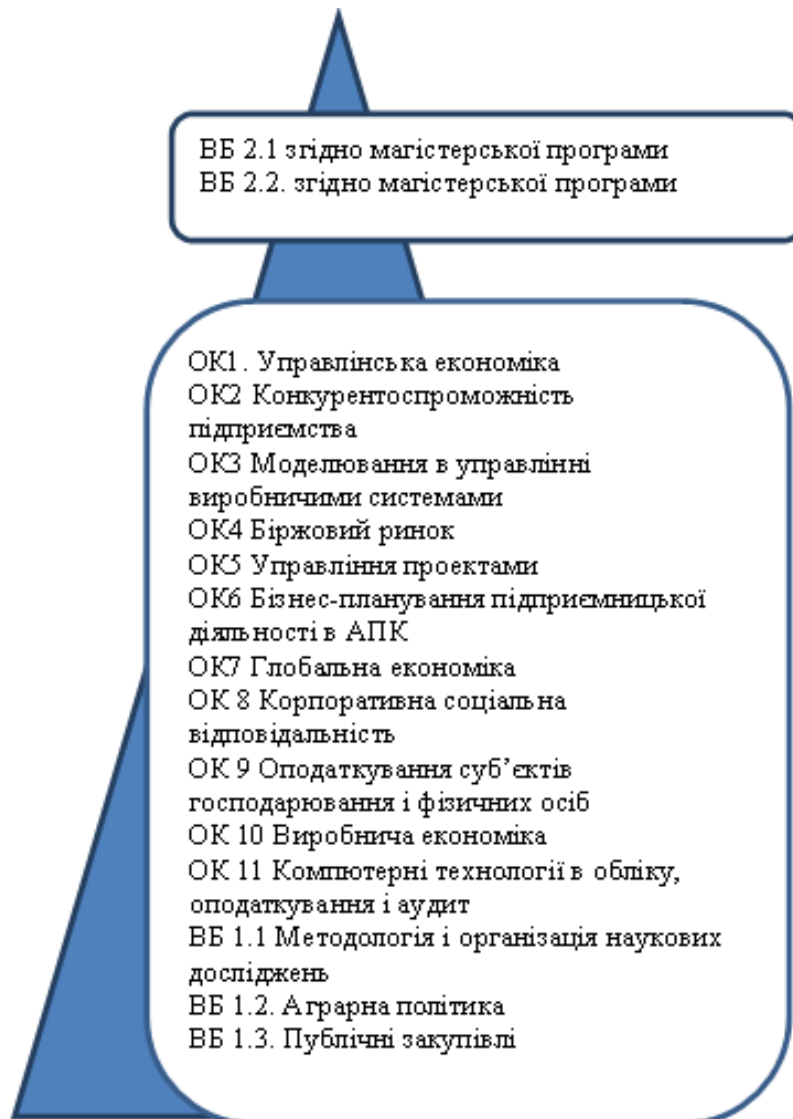 ВБ 2.1 згідно магістерської програми
ВБ 2.2. згідно магістерської програми
ОК1. Управлінська економіка
ОК2 Конкурентоспроможність
підприємства
ОК3 Моделювання в управлінні
виробничими системами
ОК4 Біржовий ринок
ОК5 Управління проектами
ОК6 Бізнес-планування підприємницької
діяльності в АПК
ОК7 Глобальна економіка
ОК 8 Корпоративна соціальна
відповідальність
ОК 9 Оподаткування суб’єктів
господарювання і фізичних осіб
ОК 10 Виробнича економіка
ОК 11 Компютерні технології в обліку,
оподаткування і аудит
ВБ 1.1 Методологія і організація наукових
досліджень
ВБ 1.2. Аграрна політика
ВБ 1.3. Публічні закупівлі